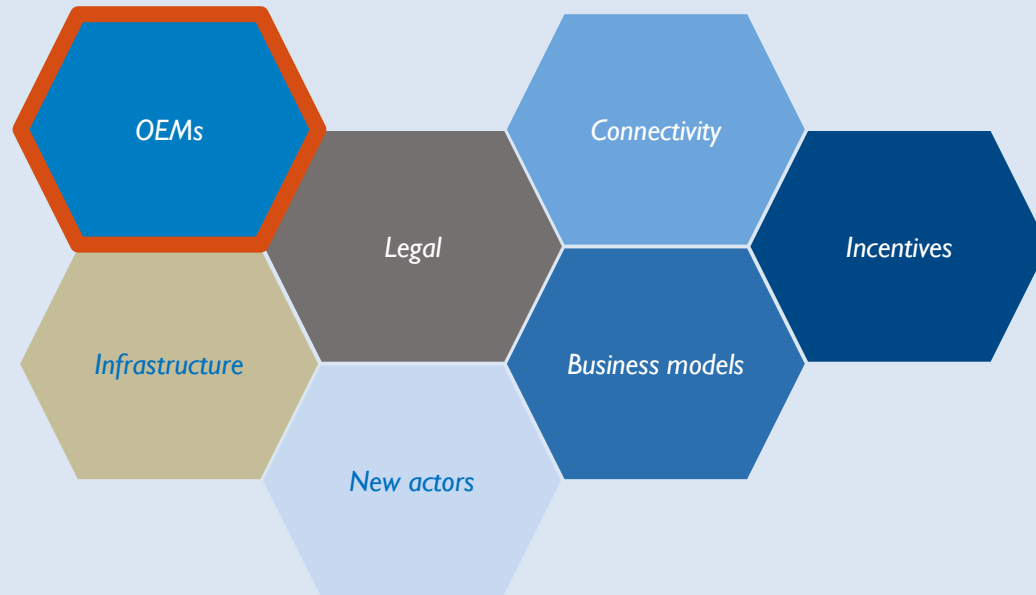 OEMs
Connectivity
Legal
Incentives
Infrastructure
Business models
New actors